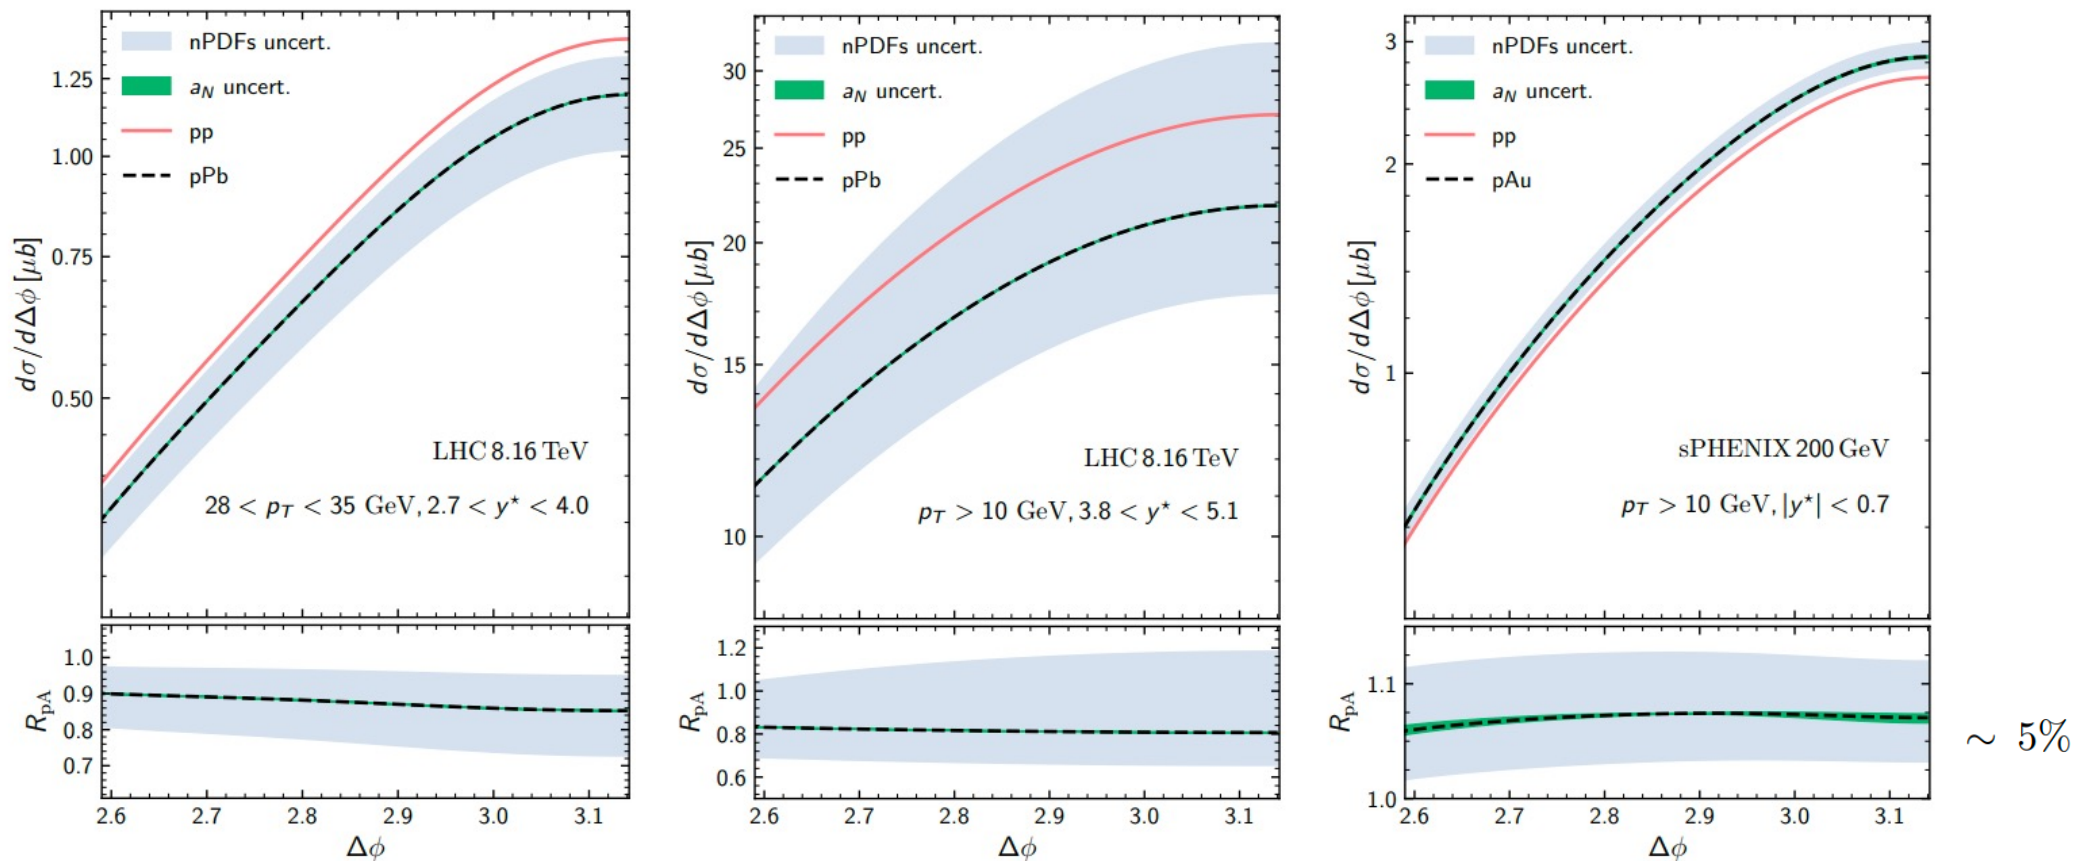 nPDFs uncert.
a_N uncert.
pp
pPb
1.25
1.00
0.75
0.50
dσ/dΔϕ [μb]
LHC 8.16 TeV
28 < p_T < 35 GeV, 2.7 < y⋆ < 4.0
1.0
0.9
0.8
0.7
R_pA
2.6 2.7 2.8 2.9 3.0 3.1
Δϕ
nPDFs uncert.
a_N uncert.
pp
pPb
30
25
20
15
10
dσ/dΔϕ [μb]
LHC 8.16 TeV
p_T > 10 GeV, 3.8 < y⋆ < 5.1
1.2
1.0
0.8
0.6
R_pA
2.6 2.7 2.8 2.9 3.0 3.1
Δϕ
nPDFs uncert.
a_N uncert.
pp
pAu
3
2
1
dσ/dΔϕ [μb]
sPHENIX 200 GeV
p_T > 10 GeV, |y⋆| < 0.7
1.1
1.0
R_pA
2.6 2.7 2.8 2.9 3.0 3.1
Δϕ
∼ 5%